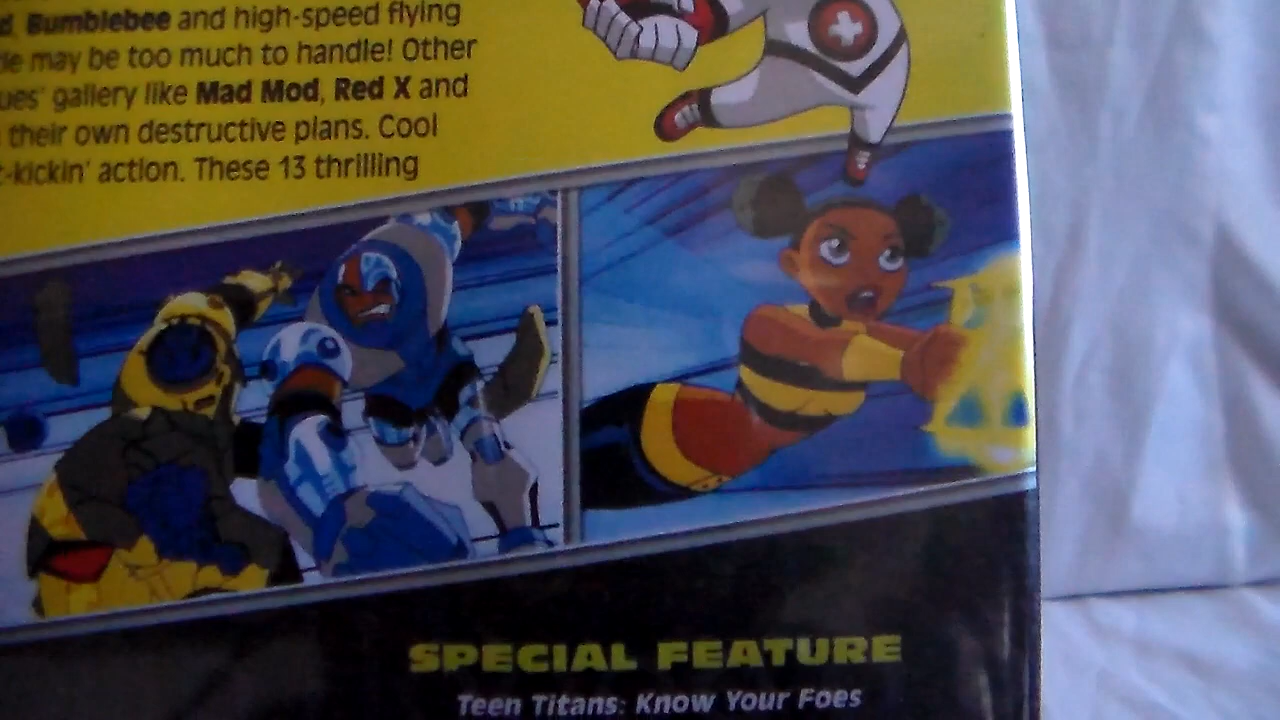 Bumblebee and high-speed flying
may be too much to handle! Other
gallery like Mad Mod, Red X and
their own destructive plans. Cool
-kickin' action. These 13 thrilling
SPECIAL FEATURE
Teen Titans: Know Your Foes